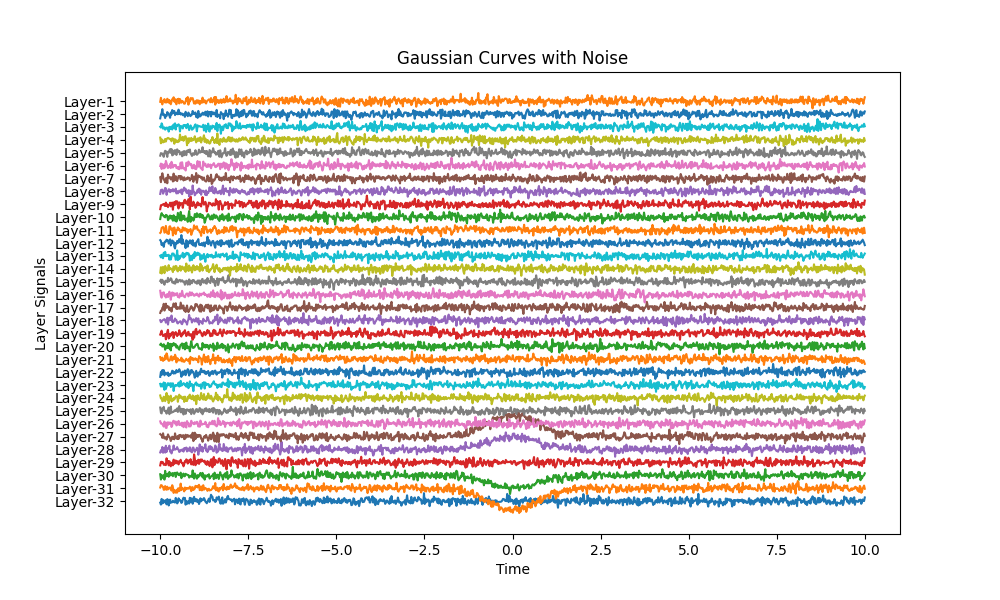 Gaussian Curves with Noise
Layer Signals
Layer-1
Layer-2
Layer-3
Layer-4
Layer-5
Layer-6
Layer-7
Layer-8
Layer-9
Layer-10
Layer-11
Layer-12
Layer-13
Layer-14
Layer-15
Layer-16
Layer-17
Layer-18
Layer-19
Layer-20
Layer-21
Layer-22
Layer-23
Layer-24
Layer-25
Layer-26
Layer-27
Layer-28
Layer-29
Layer-30
Layer-31
Layer-32
−10.0 −7.5 −5.0 −2.5 0.0 2.5 5.0 7.5 10.0
Time